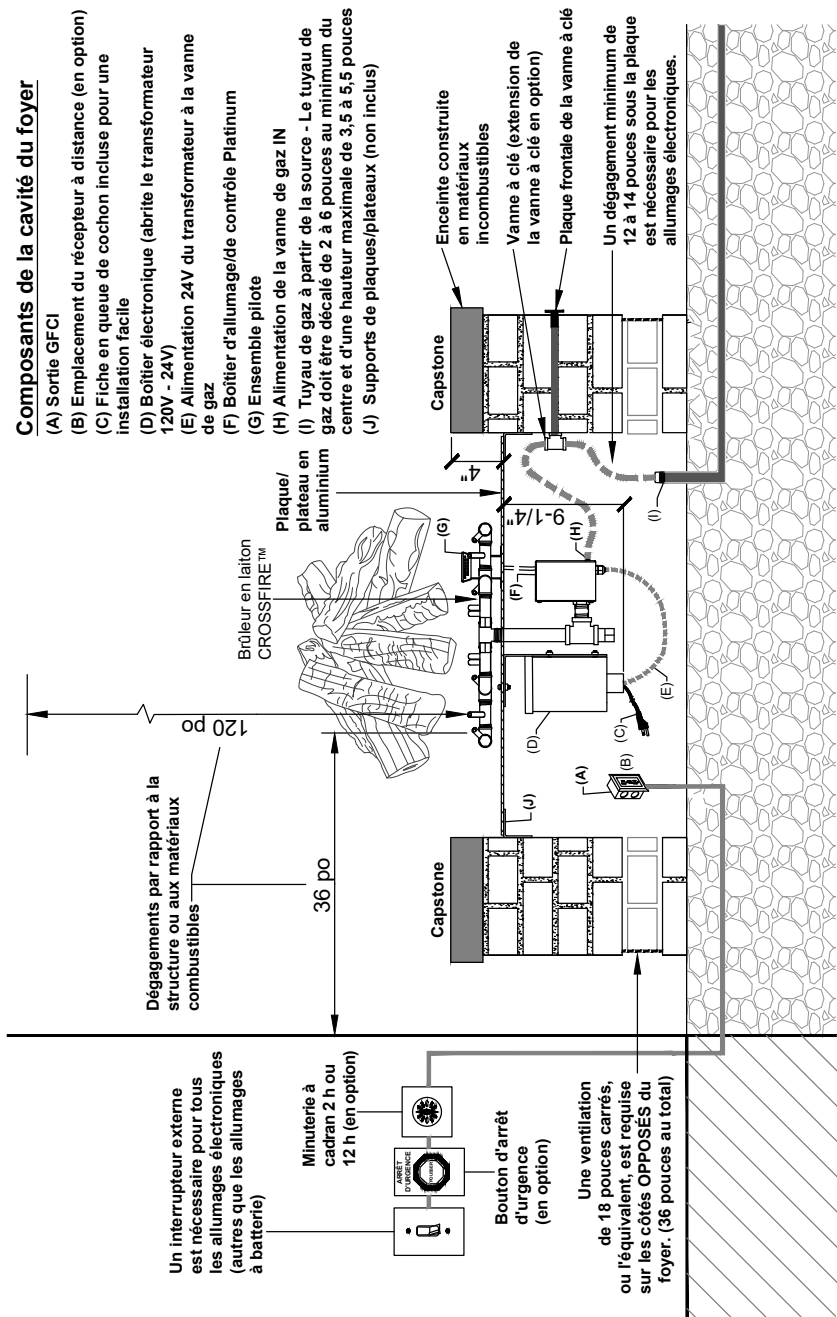 Composants de la cavité du foyer
(A) Sortie GFCI
(B) Emplacement du récepteur à distance (en option)
(C) Fiche en queue de cochon incluse pour une
installation facile
(D) Boîtier électronique (abrite le transformateur
120V - 24V)
(E) Alimentation 24V du transformateur à la vanne
de gaz
(F) Boîtier d'allumage/de contrôle Platinum
(G) Ensemble pilote
(H) Alimentation de la vanne de gaz IN
(I) Tuyau de gaz à partir de la source - Le tuyau de
gaz doit être décalé de 2 à 6 pouces au minimum du
centre et d'une hauteur maximale de 3,5 à 5,5 pouces
(J) Supports de plaques/plateaux (non inclus)
Dégagements par rapport à la
structure ou aux matériaux
combustibles
120 po
36 po
Brûleur en laiton
CROSSFIRE™
Plaque/
plateau en
aluminium
4"
9-1/4"
Capstone
Capstone
Enceinte construite
en matériaux
incombustibles
Vanne à clé (extension de
la vanne à clé en option)
Plaque frontale de la vanne à clé
Un dégagement minimum de
12 à 14 pouces sous la plaque
est nécessaire pour les
allumages électroniques.
(A)
(B)
(C)
(D)
(E)
(F)
(G)
(H)
(I)
(J)
Un interrupteur externe
est nécessaire pour tous
les allumages électroniques
(autres que les allumages
à batterie)
Minuterie à
cadran 2 h ou
12 h (en option)
ARRÊT
D'URGENCE
Bouton d'arrêt
d'urgence
(en option)
Une ventilation
de 18 pouces carrés,
ou l'équivalent, est requise
sur les côtés OPPOSÉS du
foyer. (36 pouces au total)